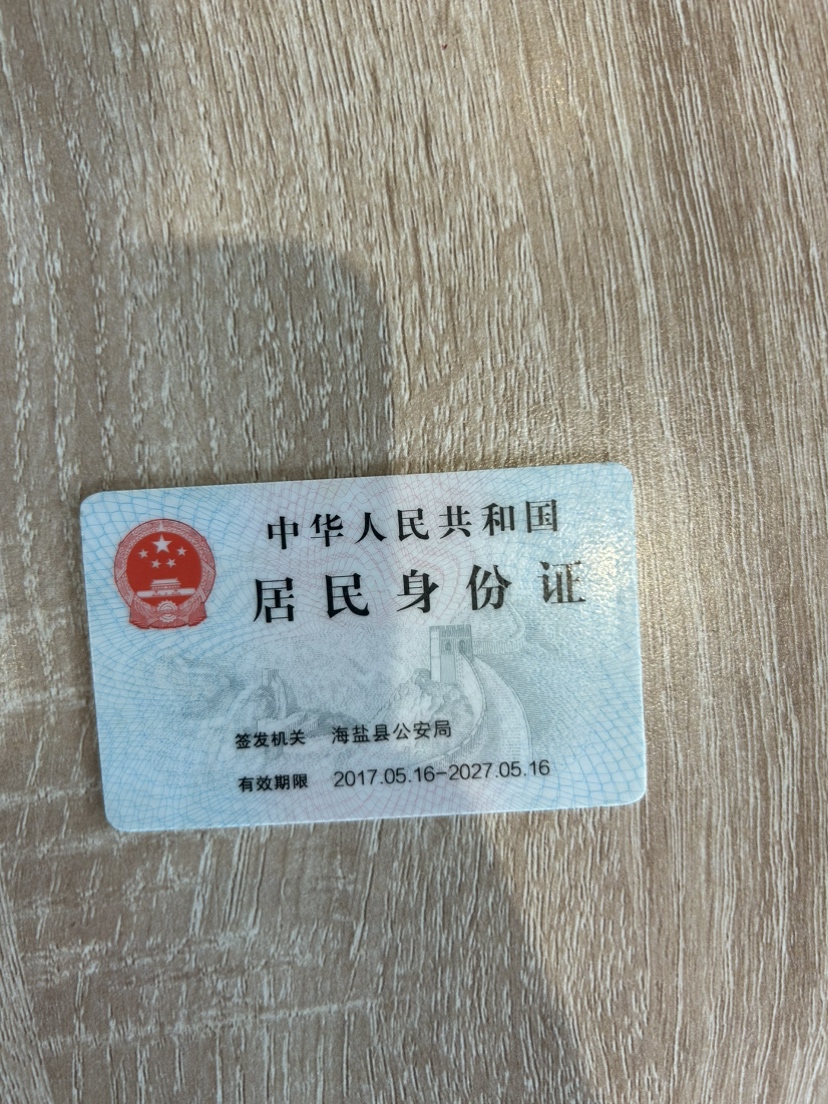 中华人民共和国
居民身份证
签发机关 海盐县公安局
有效期限 2017.05.16-2027.05.16